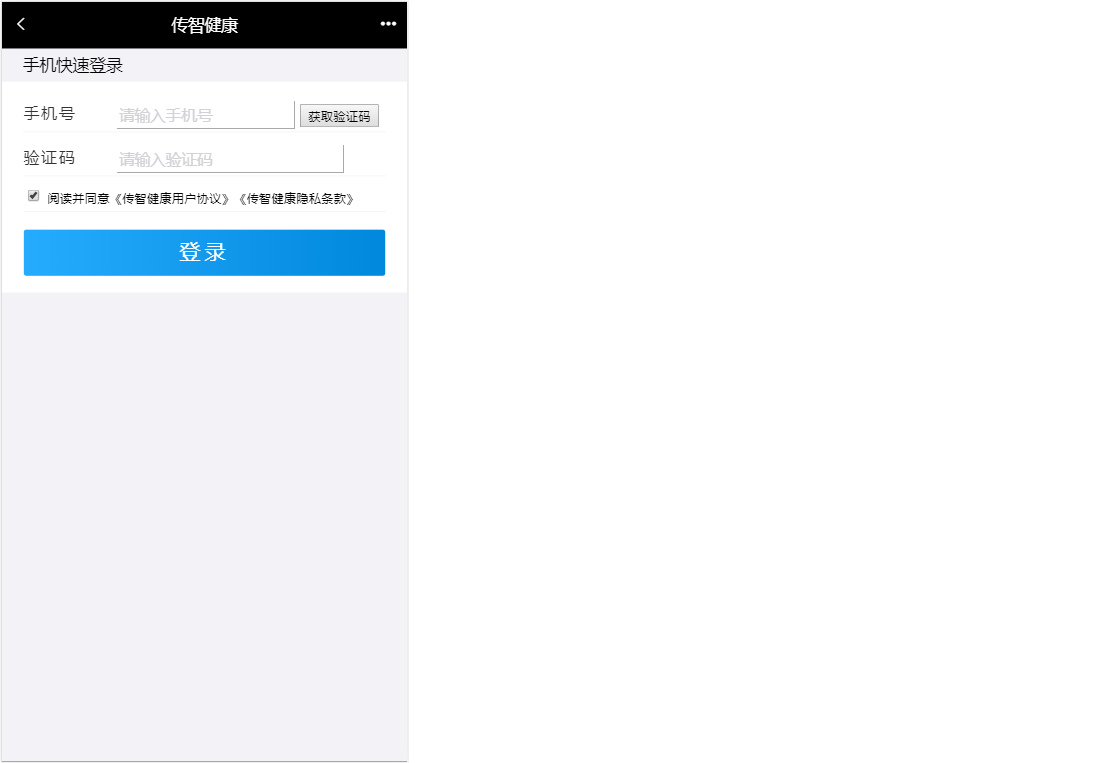 传智健康
手机快速登录
手机号 请输入手机号 获取验证码
验证码 请输入验证码
阅读并同意《传智健康用户协议》《传智健康隐私条款》
登录